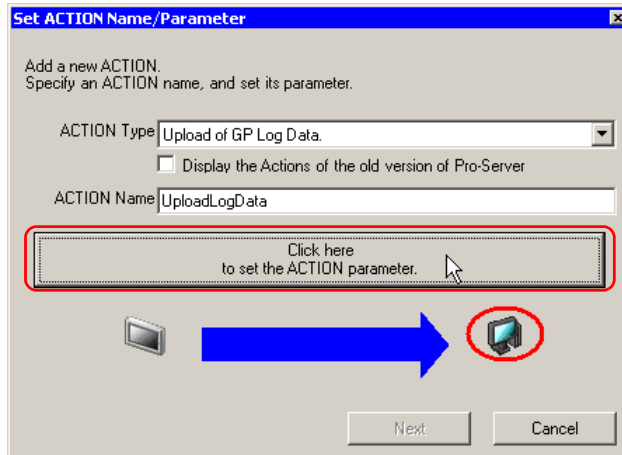 Set ACTION Name/Parameter
Add a new ACTION.
Specify an ACTION name, and set its parameter.
ACTION Type Upload of GP Log Data.
Display the Actions of the old version of Pro-Server
ACTION Name UploadLogData
Click here
to set the ACTION parameter.
Next Cancel